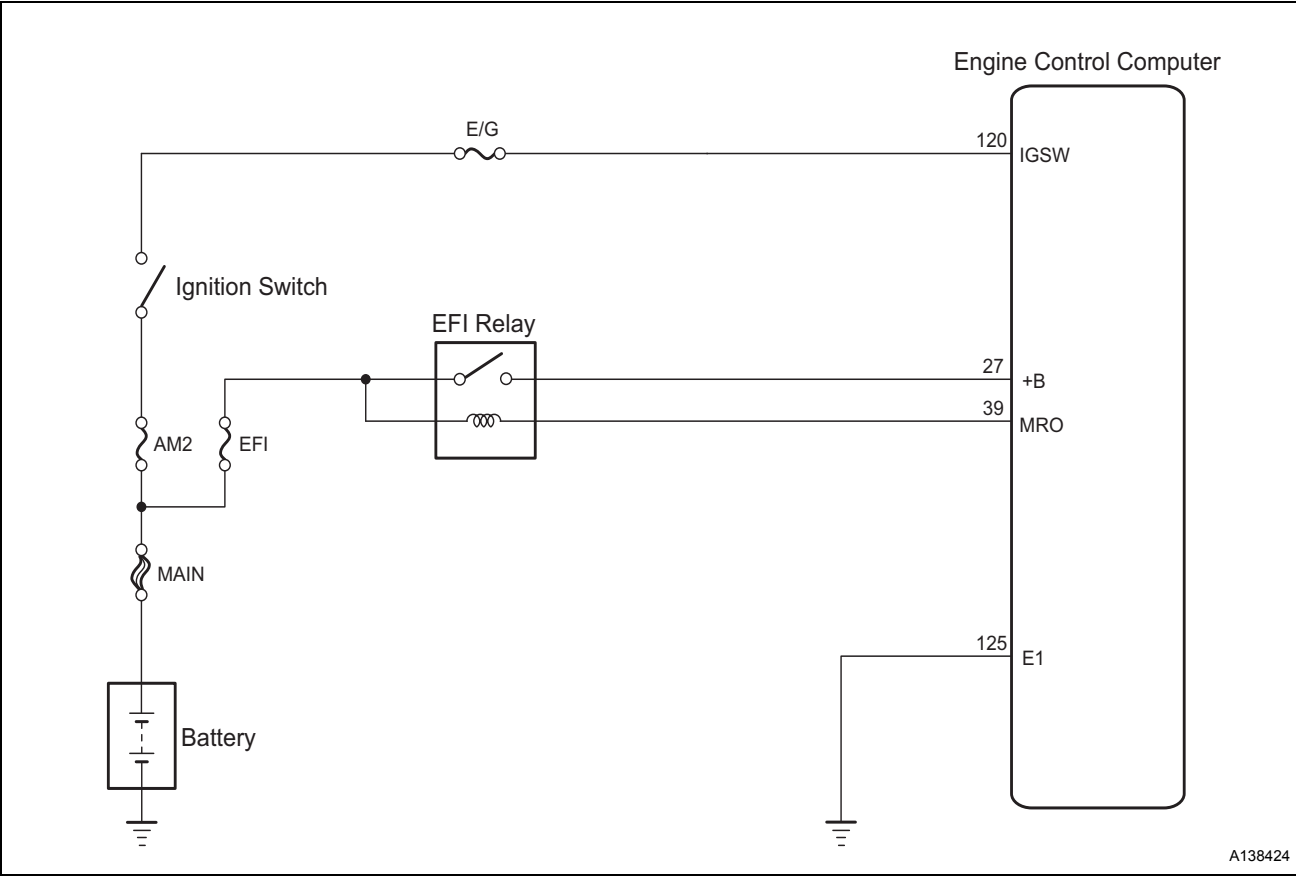 Engine Control Computer
E/G
120
IGSW
Ignition Switch
EFI Relay
27
+B
39
MRO
AM2
EFI
MAIN
125
E1
Battery
A138424